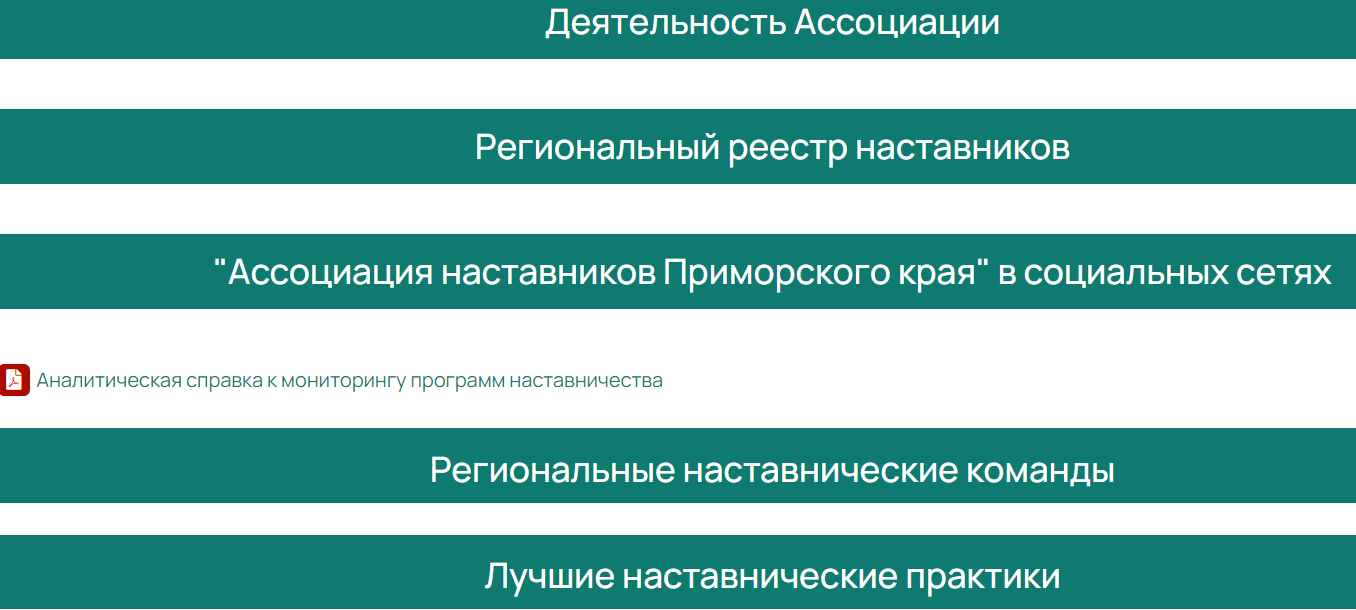 Деятельность Ассоциации
Региональный реестр наставников
"Ассоциация наставников Приморского края" в социальных сетях
Аналитическая справка к мониторингу программ наставничества
Региональные наставнические команды
Лучшие наставнические практики